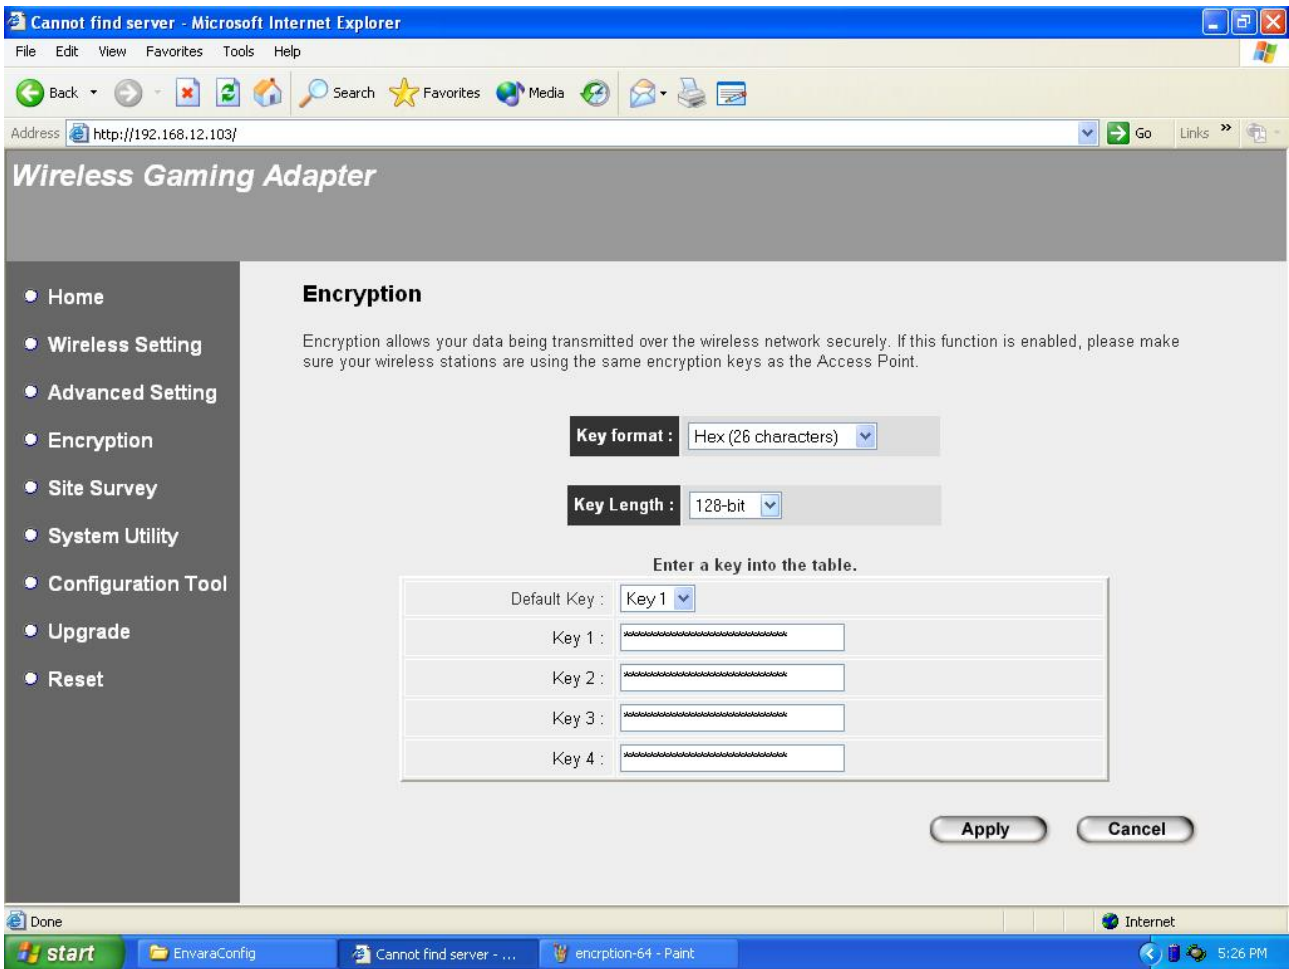 Cannot find server - Microsoft Internet Explorer
File Edit View Favorites Tools Help
Back Search Favorites Media
Address http://192.168.12.103/ Go Links »
Wireless Gaming Adapter
Home
Wireless Setting
Advanced Setting
Encryption
Site Survey
System Utility
Configuration Tool
Upgrade
Reset
Encryption
Encryption allows your data being transmitted over the wireless network securely. If this function is enabled, please make
sure your wireless stations are using the same encryption keys as the Access Point.
Key format : Hex (26 characters)
Key Length : 128-bit
Enter a key into the table.
Default Key : Key 1
Key 1 : **************************
Key 2 : **************************
Key 3 : **************************
Key 4 : **************************
Apply Cancel
Done Internet
start EnvaraConfig Cannot find server - ... encrption-64 - Paint 5:26 PM